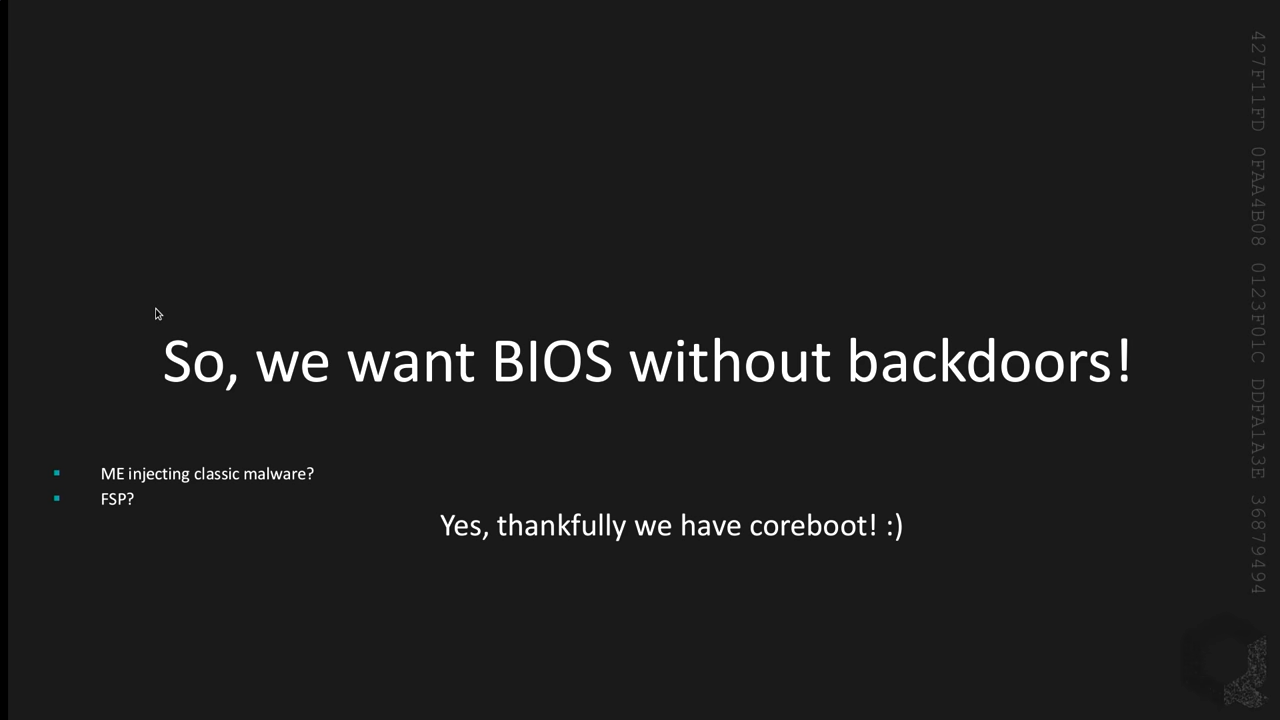 So, we want BIOS without backdoors!
ME injecting classic malware?
FSP?
Yes, thankfully we have coreboot! :)
427F11FD 0FAA4B08 0123F01C DDFA1A3E 36879494